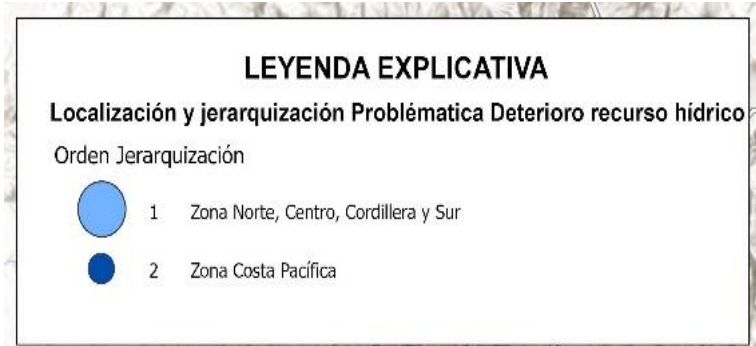 LEYENDA EXPLICATIVA
Localización y jerarquización Problématica Deterioro recurso hídrico
Orden Jerarquización
1 Zona Norte, Centro, Cordillera y Sur
2 Zona Costa Pacífica